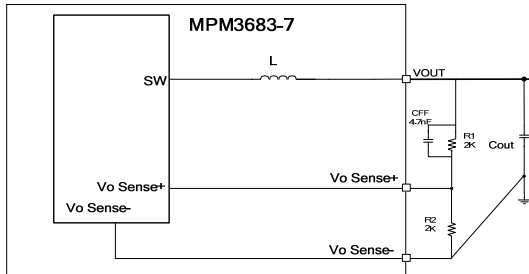 MPM3683-7
L
SW
VOUT
CFF
4.7nF
R1
2K
Cout
Vo Sense+
Vo Sense+
Vo Sense-
R2
2K
Vo Sense-